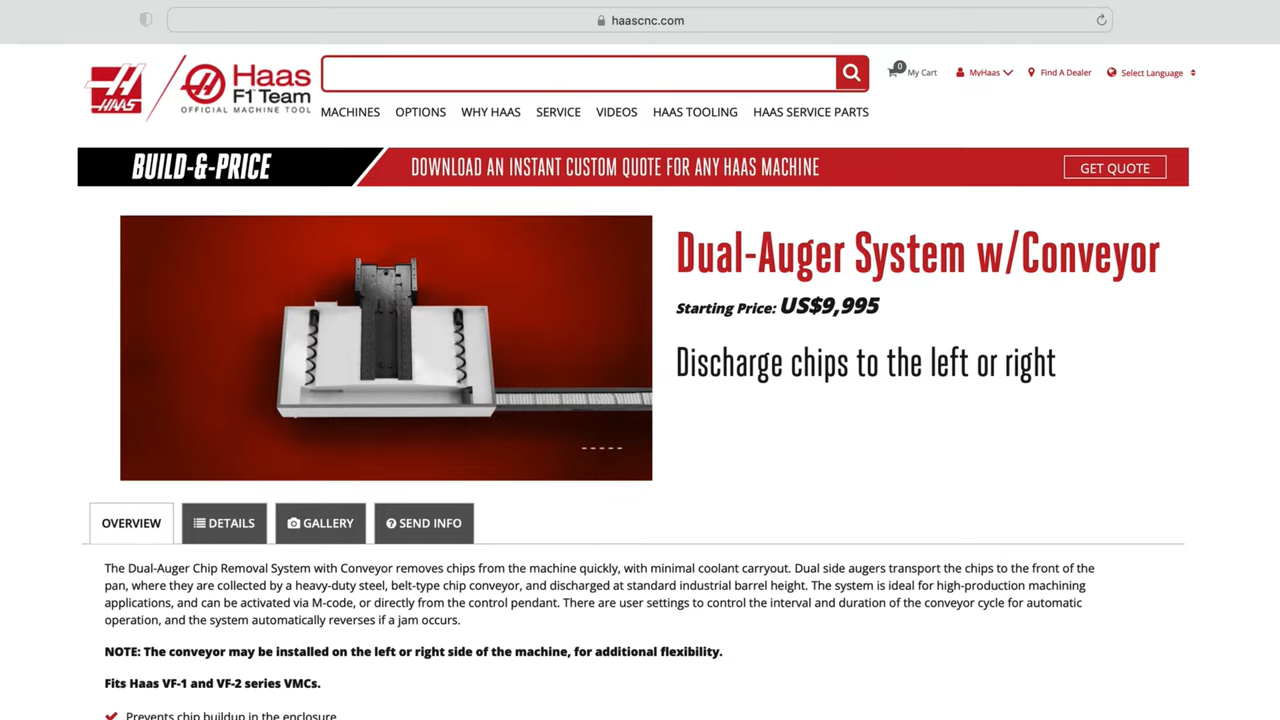 haascnc.com
HAAS
Haas
F1 Team
OFFICIAL MACHINE TOOL
0
My Cart
MyHaas
Find A Dealer
Select Language
MACHINES OPTIONS WHY HAAS SERVICE VIDEOS HAAS TOOLING HAAS SERVICE PARTS
BUILD-&-PRICE DOWNLOAD AN INSTANT CUSTOM QUOTE FOR ANY HAAS MACHINE GET QUOTE
Dual-Auger System w/Conveyor
Starting Price: US$9,995
Discharge chips to the left or right
OVERVIEW DETAILS GALLERY SEND INFO
The Dual-Auger Chip Removal System with Conveyor removes chips from the machine quickly, with minimal coolant carryout. Dual side augers transport the chips to the front of the
pan, where they are collected by a heavy-duty steel, belt-type chip conveyor, and discharged at standard industrial barrel height. The system is ideal for high-production machining
applications, and can be activated via M-code, or directly from the control pendant. There are user settings to control the interval and duration of the conveyor cycle for automatic
operation, and the system automatically reverses if a jam occurs.
NOTE: The conveyor may be installed on the left or right side of the machine, for additional flexibility.
Fits Haas VF-1 and VF-2 series VMCs.
Prevents chip buildup in the enclosure